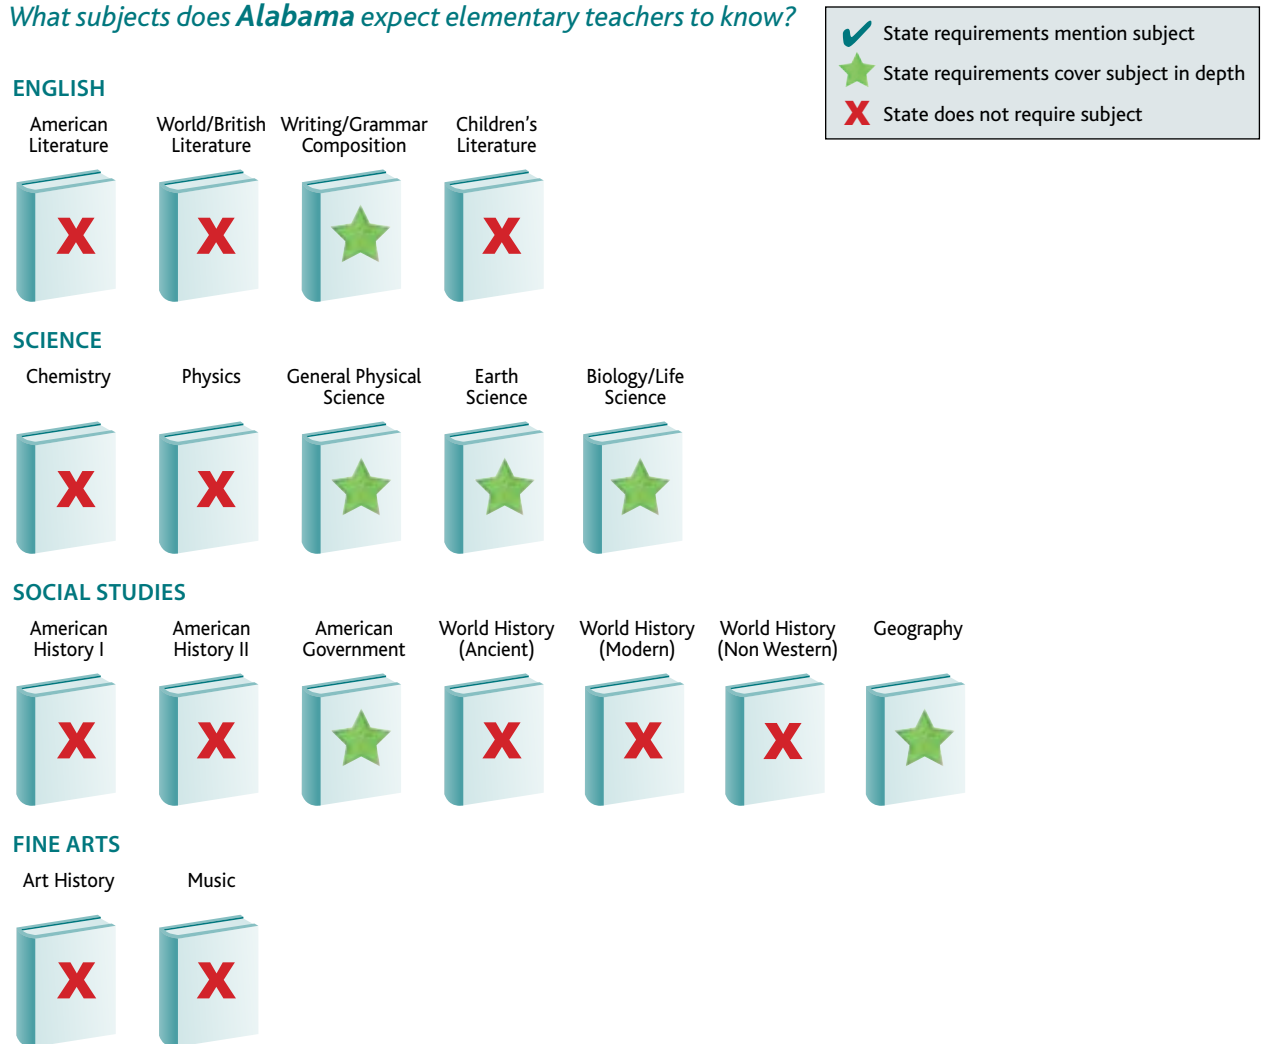 What subjects does Alabama expect elementary teachers to know?
State requirements mention subject
State requirements cover subject in depth
X State does not require subject
ENGLISH
American
Literature
World/British
Literature
Writing/Grammar
Composition
Children's
Literature
X
X
X
SCIENCE
Chemistry
Physics
General Physical
Science
Earth
Science
Biology/Life
Science
X
X
SOCIAL STUDIES
American
History I
American
History II
American
Government
World History
(Ancient)
World History
(Modern)
World History
(Non Western)
Geography
X
X
X
X
X
FINE ARTS
Art History
Music
X
X